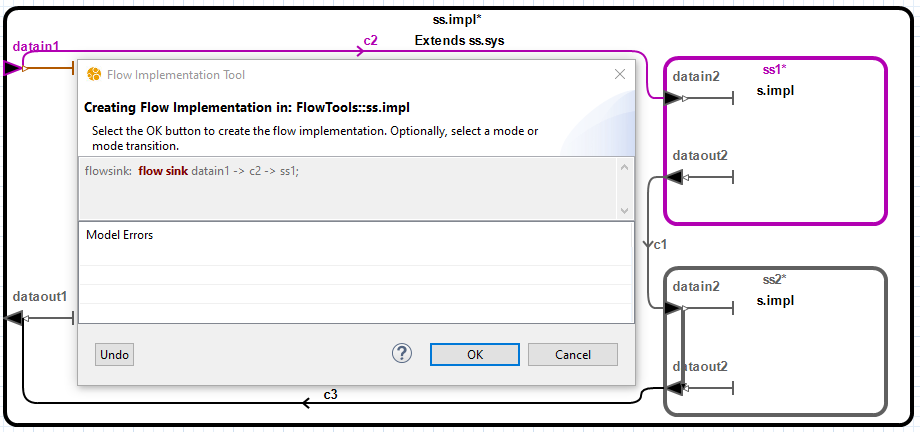 ss.impl*
datain1
c2
Extends ss.sys
Flow Implementation Tool
Creating Flow Implementation in: FlowTools::ss.impl
Select the OK button to create the flow implementation. Optionally, select a mode or
mode transition.
flowsink: flow sink datain1 -> c2 -> ss1;
Model Errors
Undo
?
OK
Cancel
datain2
ss1*
s.impl
dataout2
c1
datain2
ss2*
s.impl
dataout2
dataout1
c3